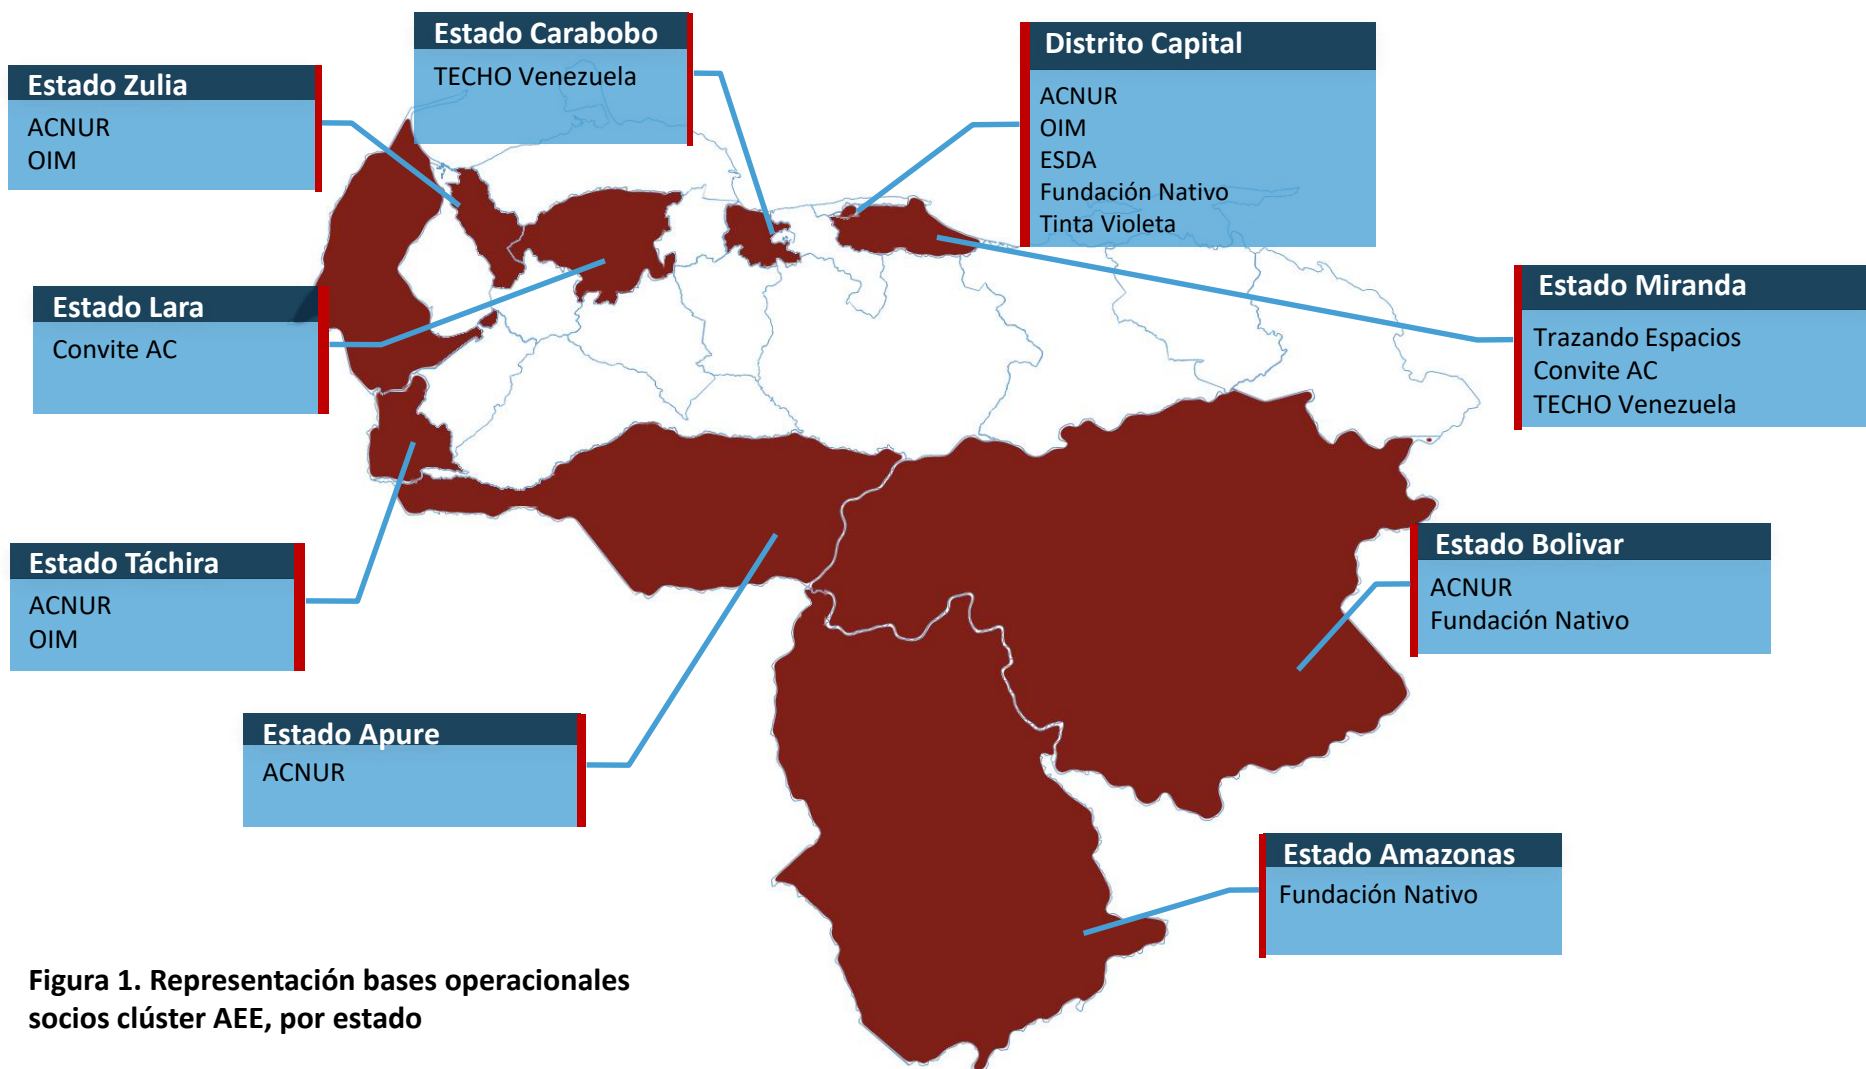 Estado Carabobo
TECHO Venezuela
Distrito Capital
ACNUR
OIM
ESDA
Fundación Nativo
Tinta Violeta
Estado Zulia
ACNUR
OIM
Estado Miranda
Trazando Espacios
Convite AC
TECHO Venezuela
Estado Lara
Convite AC
Estado Táchira
ACNUR
OIM
Estado Bolivar
ACNUR
Fundación Nativo
Estado Apure
ACNUR
Estado Amazonas
Fundación Nativo
Figura 1. Representación bases operacionales
socios clúster AEE, por estado